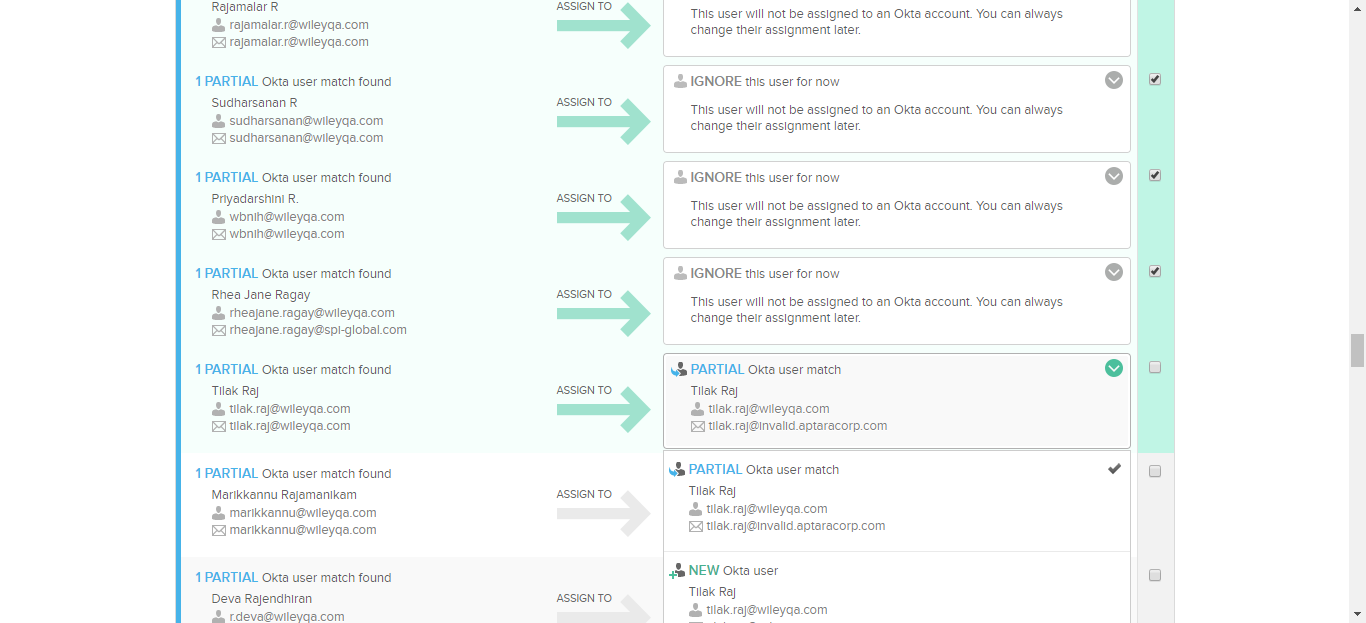 Rajamalar R
rajamalar.r@wileyqa.com
rajamalar.r@wileyqa.com
ASSIGN TO
This user will not be assigned to an Okta account. You can always
change their assignment later.
1 PARTIAL Okta user match found
Sudharsanan R
sudharsanan@wileyqa.com
sudharsanan@wileyqa.com
ASSIGN TO
IGNORE this user for now
This user will not be assigned to an Okta account. You can always
change their assignment later.
1 PARTIAL Okta user match found
Priyadarshini R.
wbnih@wileyqa.com
wbnih@wileyqa.com
ASSIGN TO
IGNORE this user for now
This user will not be assigned to an Okta account. You can always
change their assignment later.
1 PARTIAL Okta user match found
Rhea Jane Ragay
rheajane.ragay@wileyqa.com
rheajane.ragay@spi-global.com
ASSIGN TO
IGNORE this user for now
This user will not be assigned to an Okta account. You can always
change their assignment later.
1 PARTIAL Okta user match found
Tilak Raj
tilak.raj@wileyqa.com
tilak.raj@wileyqa.com
ASSIGN TO
PARTIAL Okta user match
Tilak Raj
tilak.raj@wileyqa.com
tilak.raj@invalid.aptaracorp.com
1 PARTIAL Okta user match found
Marikkannu Rajamanikam
marikkannu@wileyqa.com
marikkannu@wileyqa.com
ASSIGN TO
PARTIAL Okta user match
Tilak Raj
tilak.raj@wileyqa.com
tilak.raj@invalid.aptaracorp.com
1 PARTIAL Okta user match found
Deva Rajendhiran
r.deva@wileyqa.com
ASSIGN TO
NEW Okta user
Tilak Raj
tilak.raj@wileyqa.com